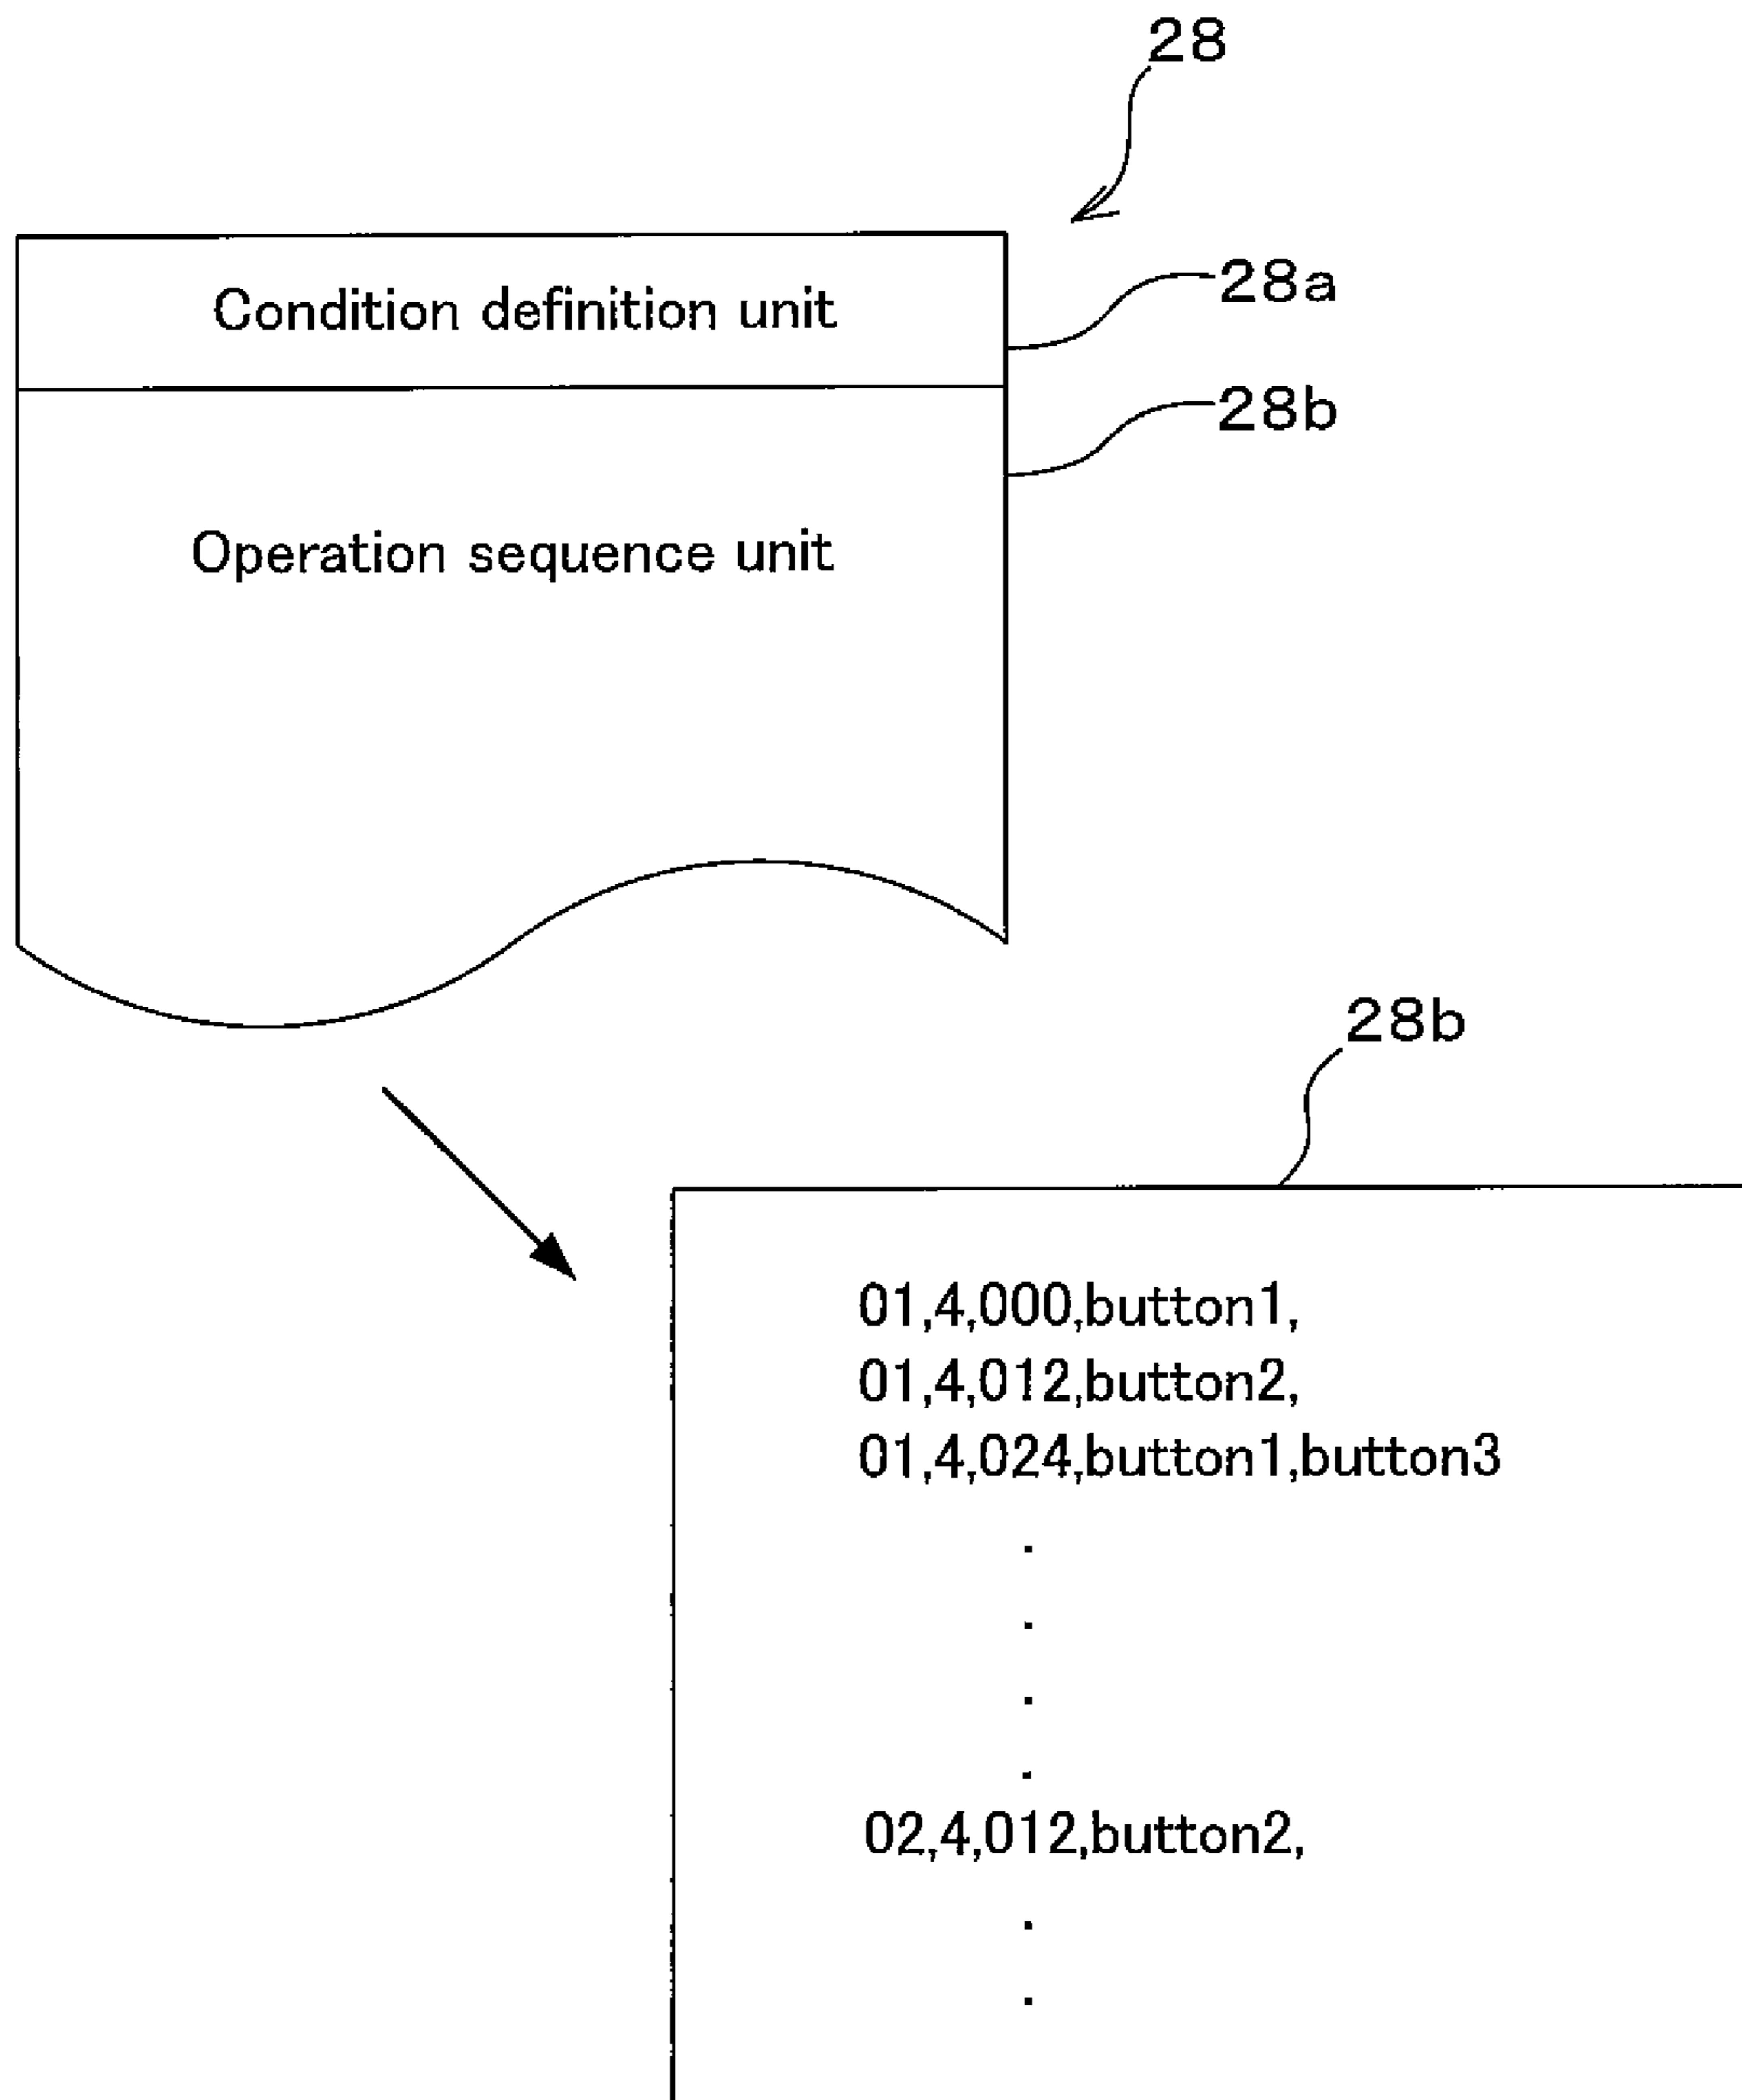 28
Condition definition unit
28a
28b
Operation sequence unit
28b
01,4,000,button1,
01,4,012,button2,
01,4,024,button1,button3
.
.
.
.
02,4,012,button2,
.
.